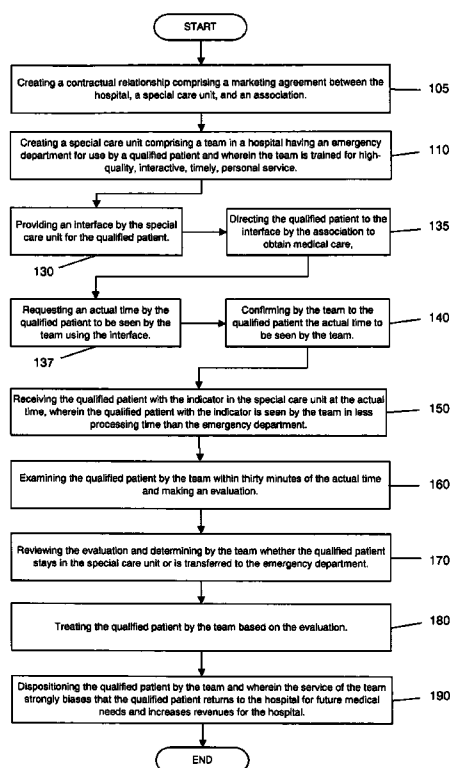 START
Creating a contractual relationship comprising a marketing agreement between the
hospital, a special care unit, and an association.
105
Creating a special care unit comprising a team in a hospital having an emergency
department for use by a qualified patient and wherein the team is trained for high-
quality, interactive, timely, personal service.
110
Providing an interface by the special
care unit for the qualified patient.
130
Directing the qualified patient to the
interface by the association to
obtain medical care,
135
Requesting an actual time by the
qualified patient to be seen by the
team using the interface.
137
Confirming by the team to the
qualified patient the actual time to
be seen by the team.
140
Receiving the qualified patient with the indicator in the special care unit at the actual
time, wherein the qualified patient with the indicator is seen by the team in less
processing time than the emergency department.
150
Examining the qualified patient by the team within thirty minutes of the actual time
and making an evaluation.
160
Reviewing the evaluation and determining by the team whether the qualified patient
stays in the special care unit or is transferred to the emergency department.
170
Treating the qualified patient by the team based on the evaluation.
180
Dispositioning the qualified patient by the team and wherein the service of the team
strongly biases that the qualified patient returns to the hospital for future medical
needs and increases revenues for the hospital.
190
END